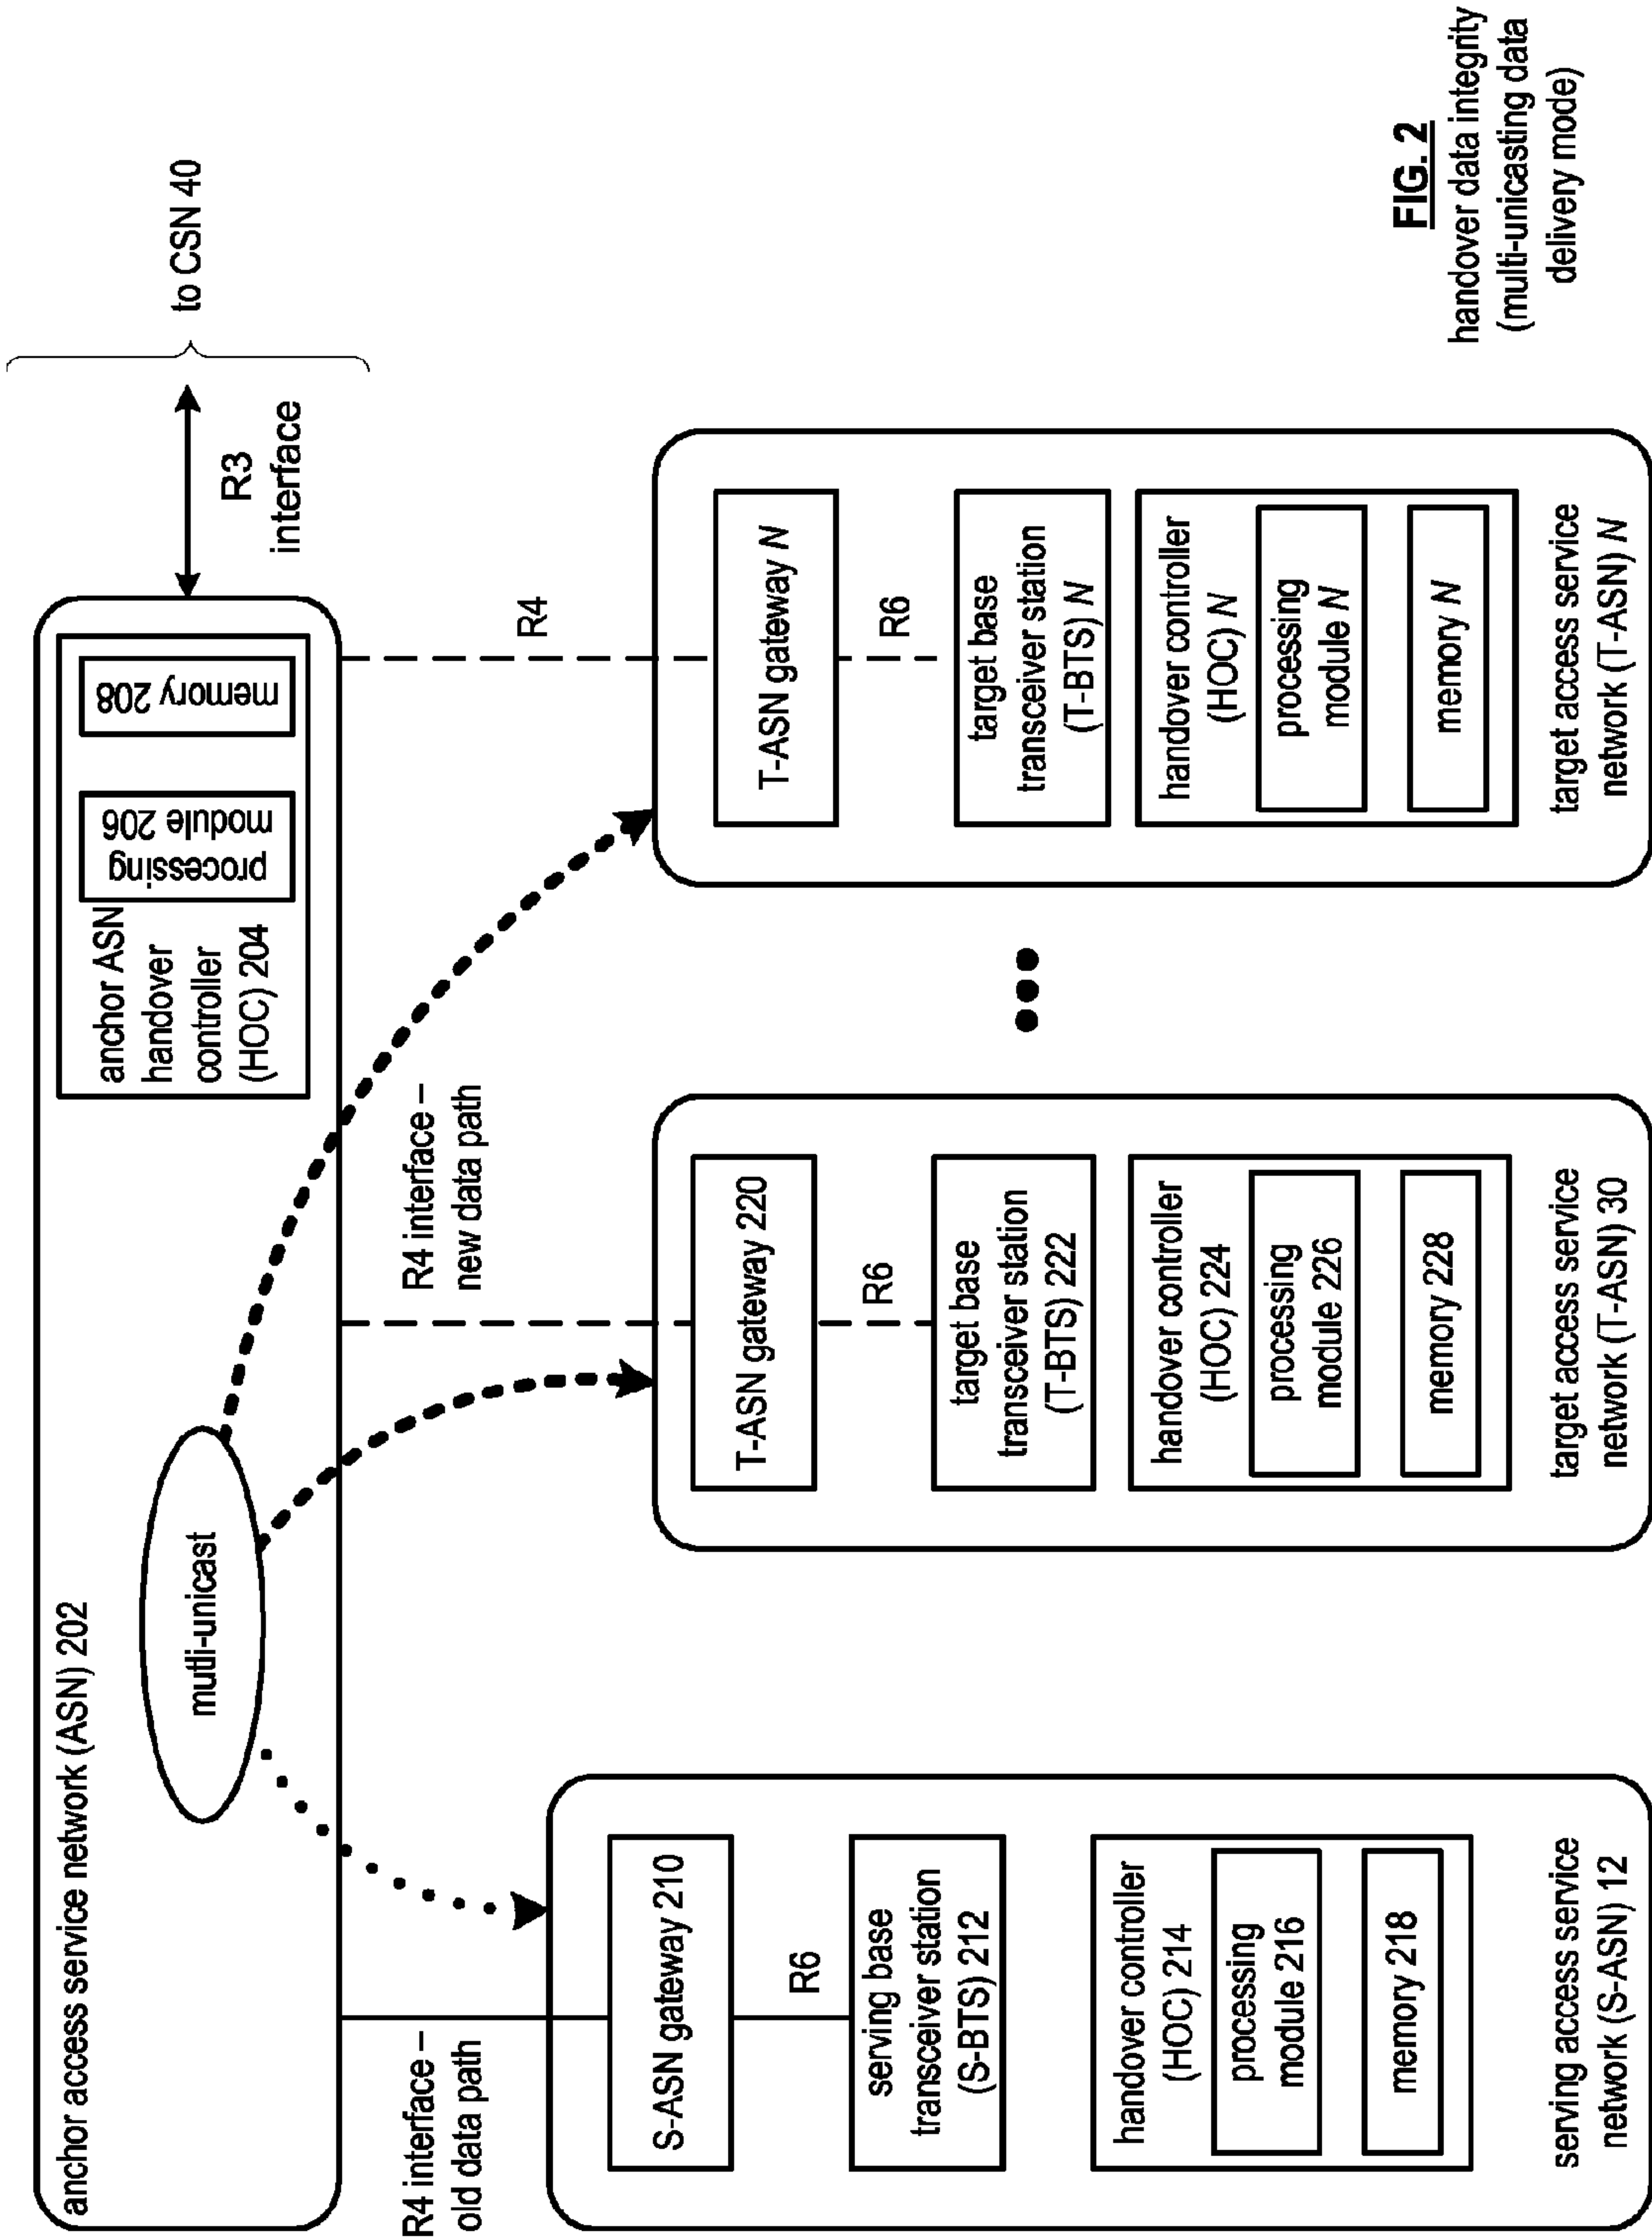 anchor access service network (ASN) 202
mutli-unicast
anchor ASN
handover
controller
(HOC) 204
processing
module 206
memory 208
R3
interface
to CSN 40
R4 interface –
old data path
R4 interface –
new data path
R4
S-ASN gateway 210
R6
serving base
transceiver station
(S-BTS) 212
handover controller
(HOC) 214
processing
module 216
memory 218
serving access service
network (S-ASN) 12
T-ASN gateway 220
R6
target base
transceiver station
(T-BTS) 222
handover controller
(HOC) 224
processing
module 226
memory 228
target access service
network (T-ASN) 30
T-ASN gateway N
R6
target base
transceiver station
(T-BTS) N
handover controller
(HOC) N
processing
module N
memory N
target access service
network (T-ASN) N
FIG. 2
handover data integrity
(multi-unicasting data
delivery mode)